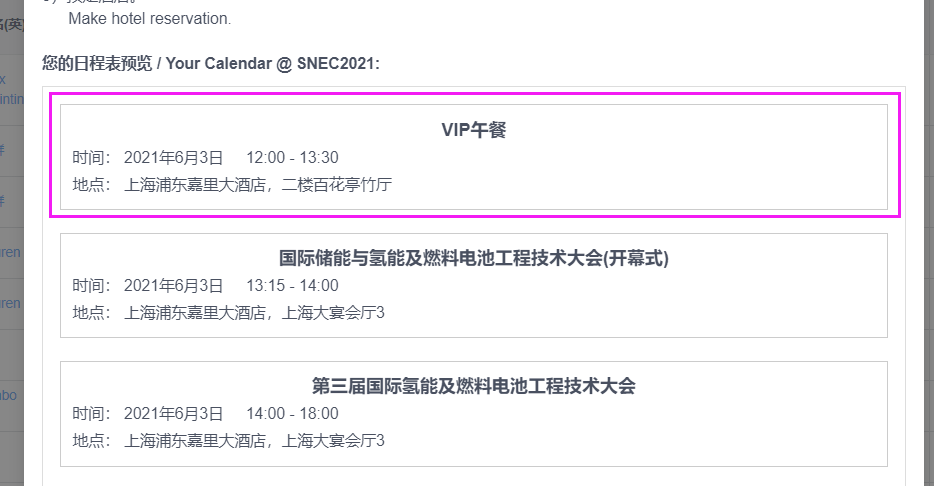 Make hotel reservation.
您的日程表预览 / Your Calendar @ SNEC2021:
VIP午餐
时间： 2021年6月3日 12:00 - 13:30
地点： 上海浦东嘉里大酒店，二楼百花亭竹厅
国际储能与氢能及燃料电池工程技术大会(开幕式)
时间： 2021年6月3日 13:15 - 14:00
地点： 上海浦东嘉里大酒店，上海大宴会厅3
第三届国际氢能及燃料电池工程技术大会
时间： 2021年6月3日 14:00 - 18:00
地点： 上海浦东嘉里大酒店，上海大宴会厅3